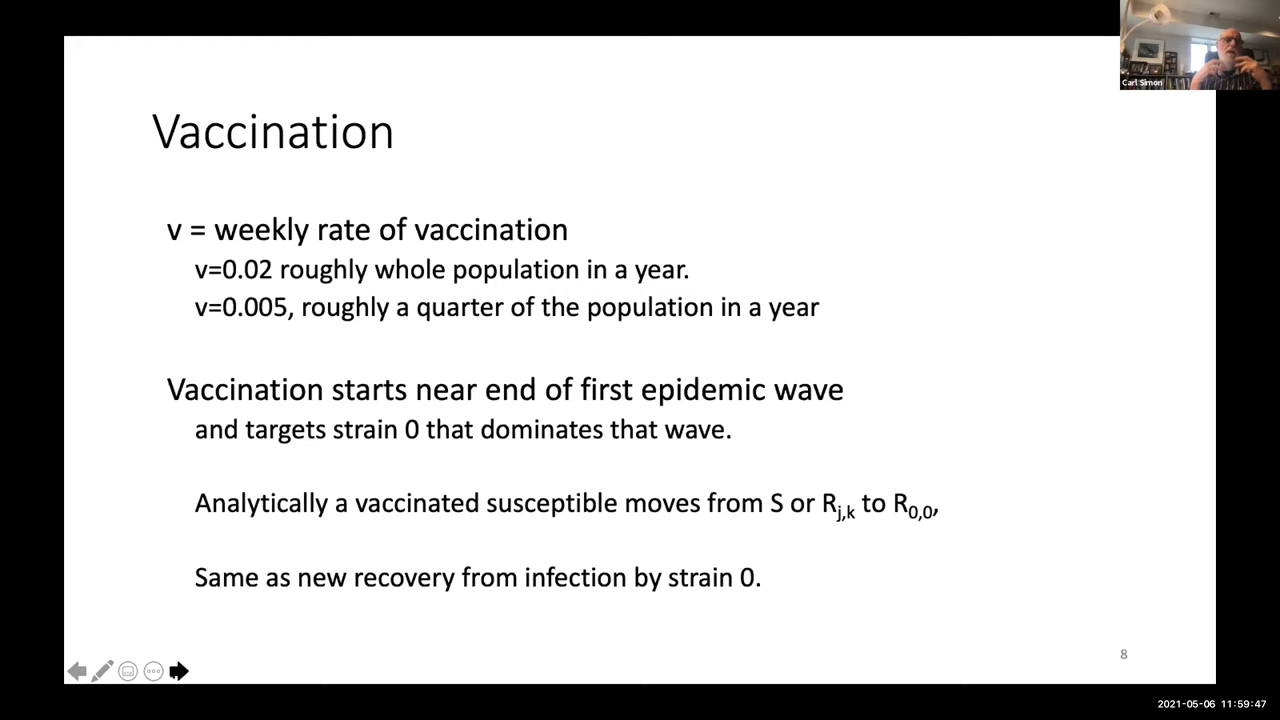 Carl Simon
Vaccination
v = weekly rate of vaccination
v=0.02 roughly whole population in a year.
v=0.005, roughly a quarter of the population in a year
Vaccination starts near end of first epidemic wave
and targets strain 0 that dominates that wave.
Analytically a vaccinated susceptible moves from S or Rj,k to R0,0,
Same as new recovery from infection by strain 0.
8
2021-05-06 11:59:47